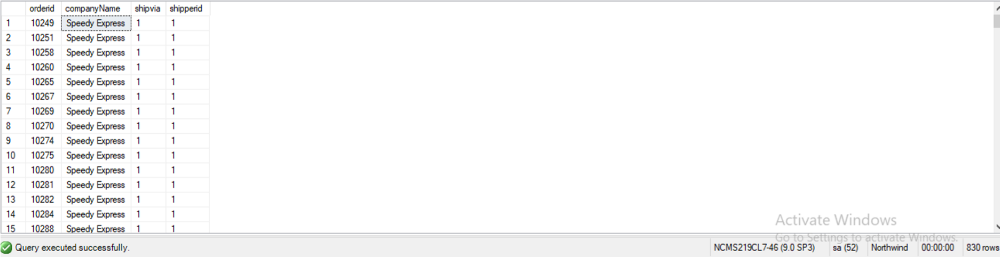 orderid companyName shipvia shipperid
1 10249 Speedy Express 1 1
2 10251 Speedy Express 1 1
3 10258 Speedy Express 1 1
4 10260 Speedy Express 1 1
5 10265 Speedy Express 1 1
6 10267 Speedy Express 1 1
7 10269 Speedy Express 1 1
8 10270 Speedy Express 1 1
9 10274 Speedy Express 1 1
10 10275 Speedy Express 1 1
11 10280 Speedy Express 1 1
12 10281 Speedy Express 1 1
13 10282 Speedy Express 1 1
14 10284 Speedy Express 1 1
15 10288 Speedy Express 1 1
Activate Windows
Go to Settings to activate Windows.
Query executed successfully. NCMS219CL7-46 (9.0 SP3) sa (52) Northwind 00:00:00 830 rows